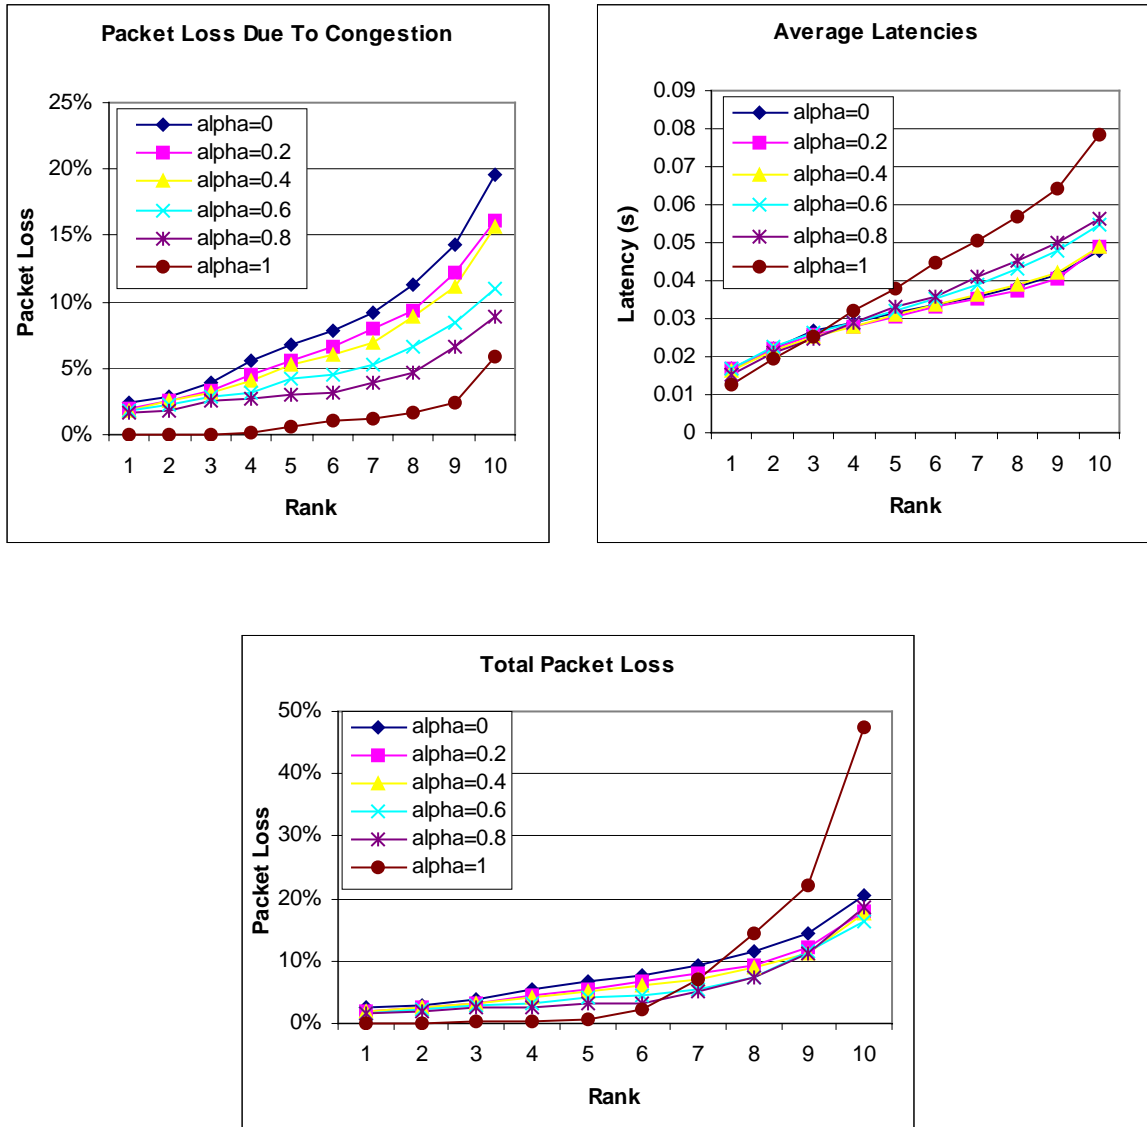 Packet Loss Due To Congestion
25%
20%
15%
10%
5%
0%
Packet Loss
alpha=0
alpha=0.2
alpha=0.4
alpha=0.6
alpha=0.8
alpha=1
1 2 3 4 5 6 7 8 9 10
Rank
Average Latencies
0.09
0.08
0.07
0.06
0.05
0.04
0.03
0.02
0.01
0
Latency (s)
alpha=0
alpha=0.2
alpha=0.4
alpha=0.6
alpha=0.8
alpha=1
1 2 3 4 5 6 7 8 9 10
Rank
Total Packet Loss
50%
40%
30%
20%
10%
0%
Packet Loss
alpha=0
alpha=0.2
alpha=0.4
alpha=0.6
alpha=0.8
alpha=1
1 2 3 4 5 6 7 8 9 10
Rank